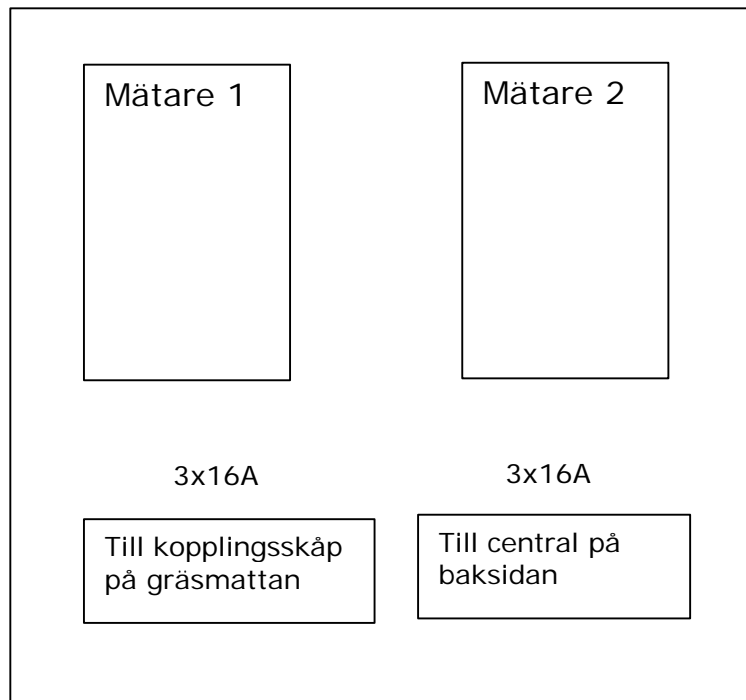 Mätare 1
Mätare 2
3x16A
3x16A
Till kopplingsskåp
på gräsmattan
Till central på
baksidan